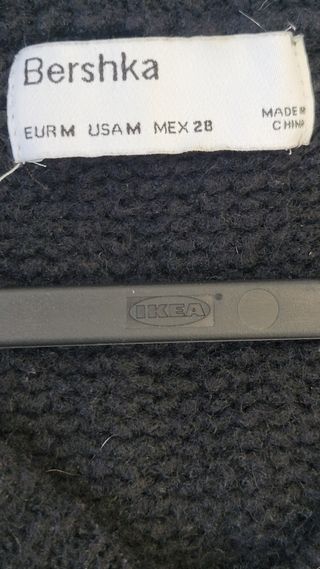 Bershka
EUR M USA M MEX 28
MADE IN
CHINA
IKEA®